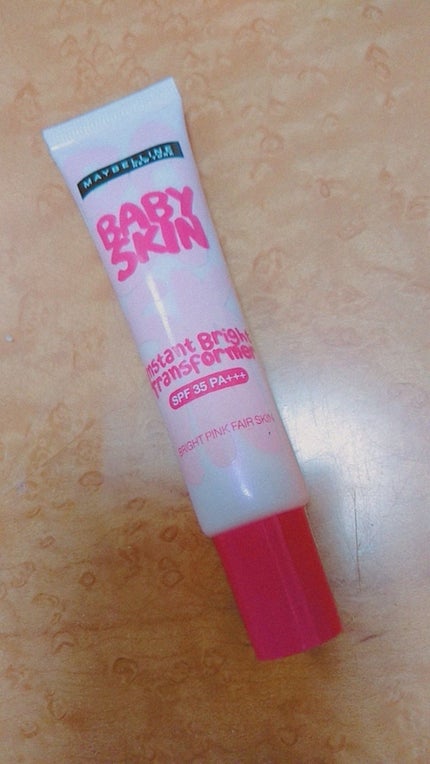 MAYBELLINE
NEW YORK
BABY
SKIN
Instant Bright
Transformer
SPF 35 PA+++
BRIGHT PINK FAIR SKIN